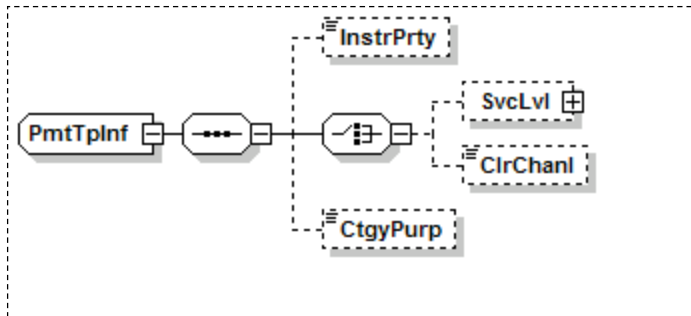 InstrPrty
SvcLvl
PmtTpInf
ClrChanl
CtgyPurp